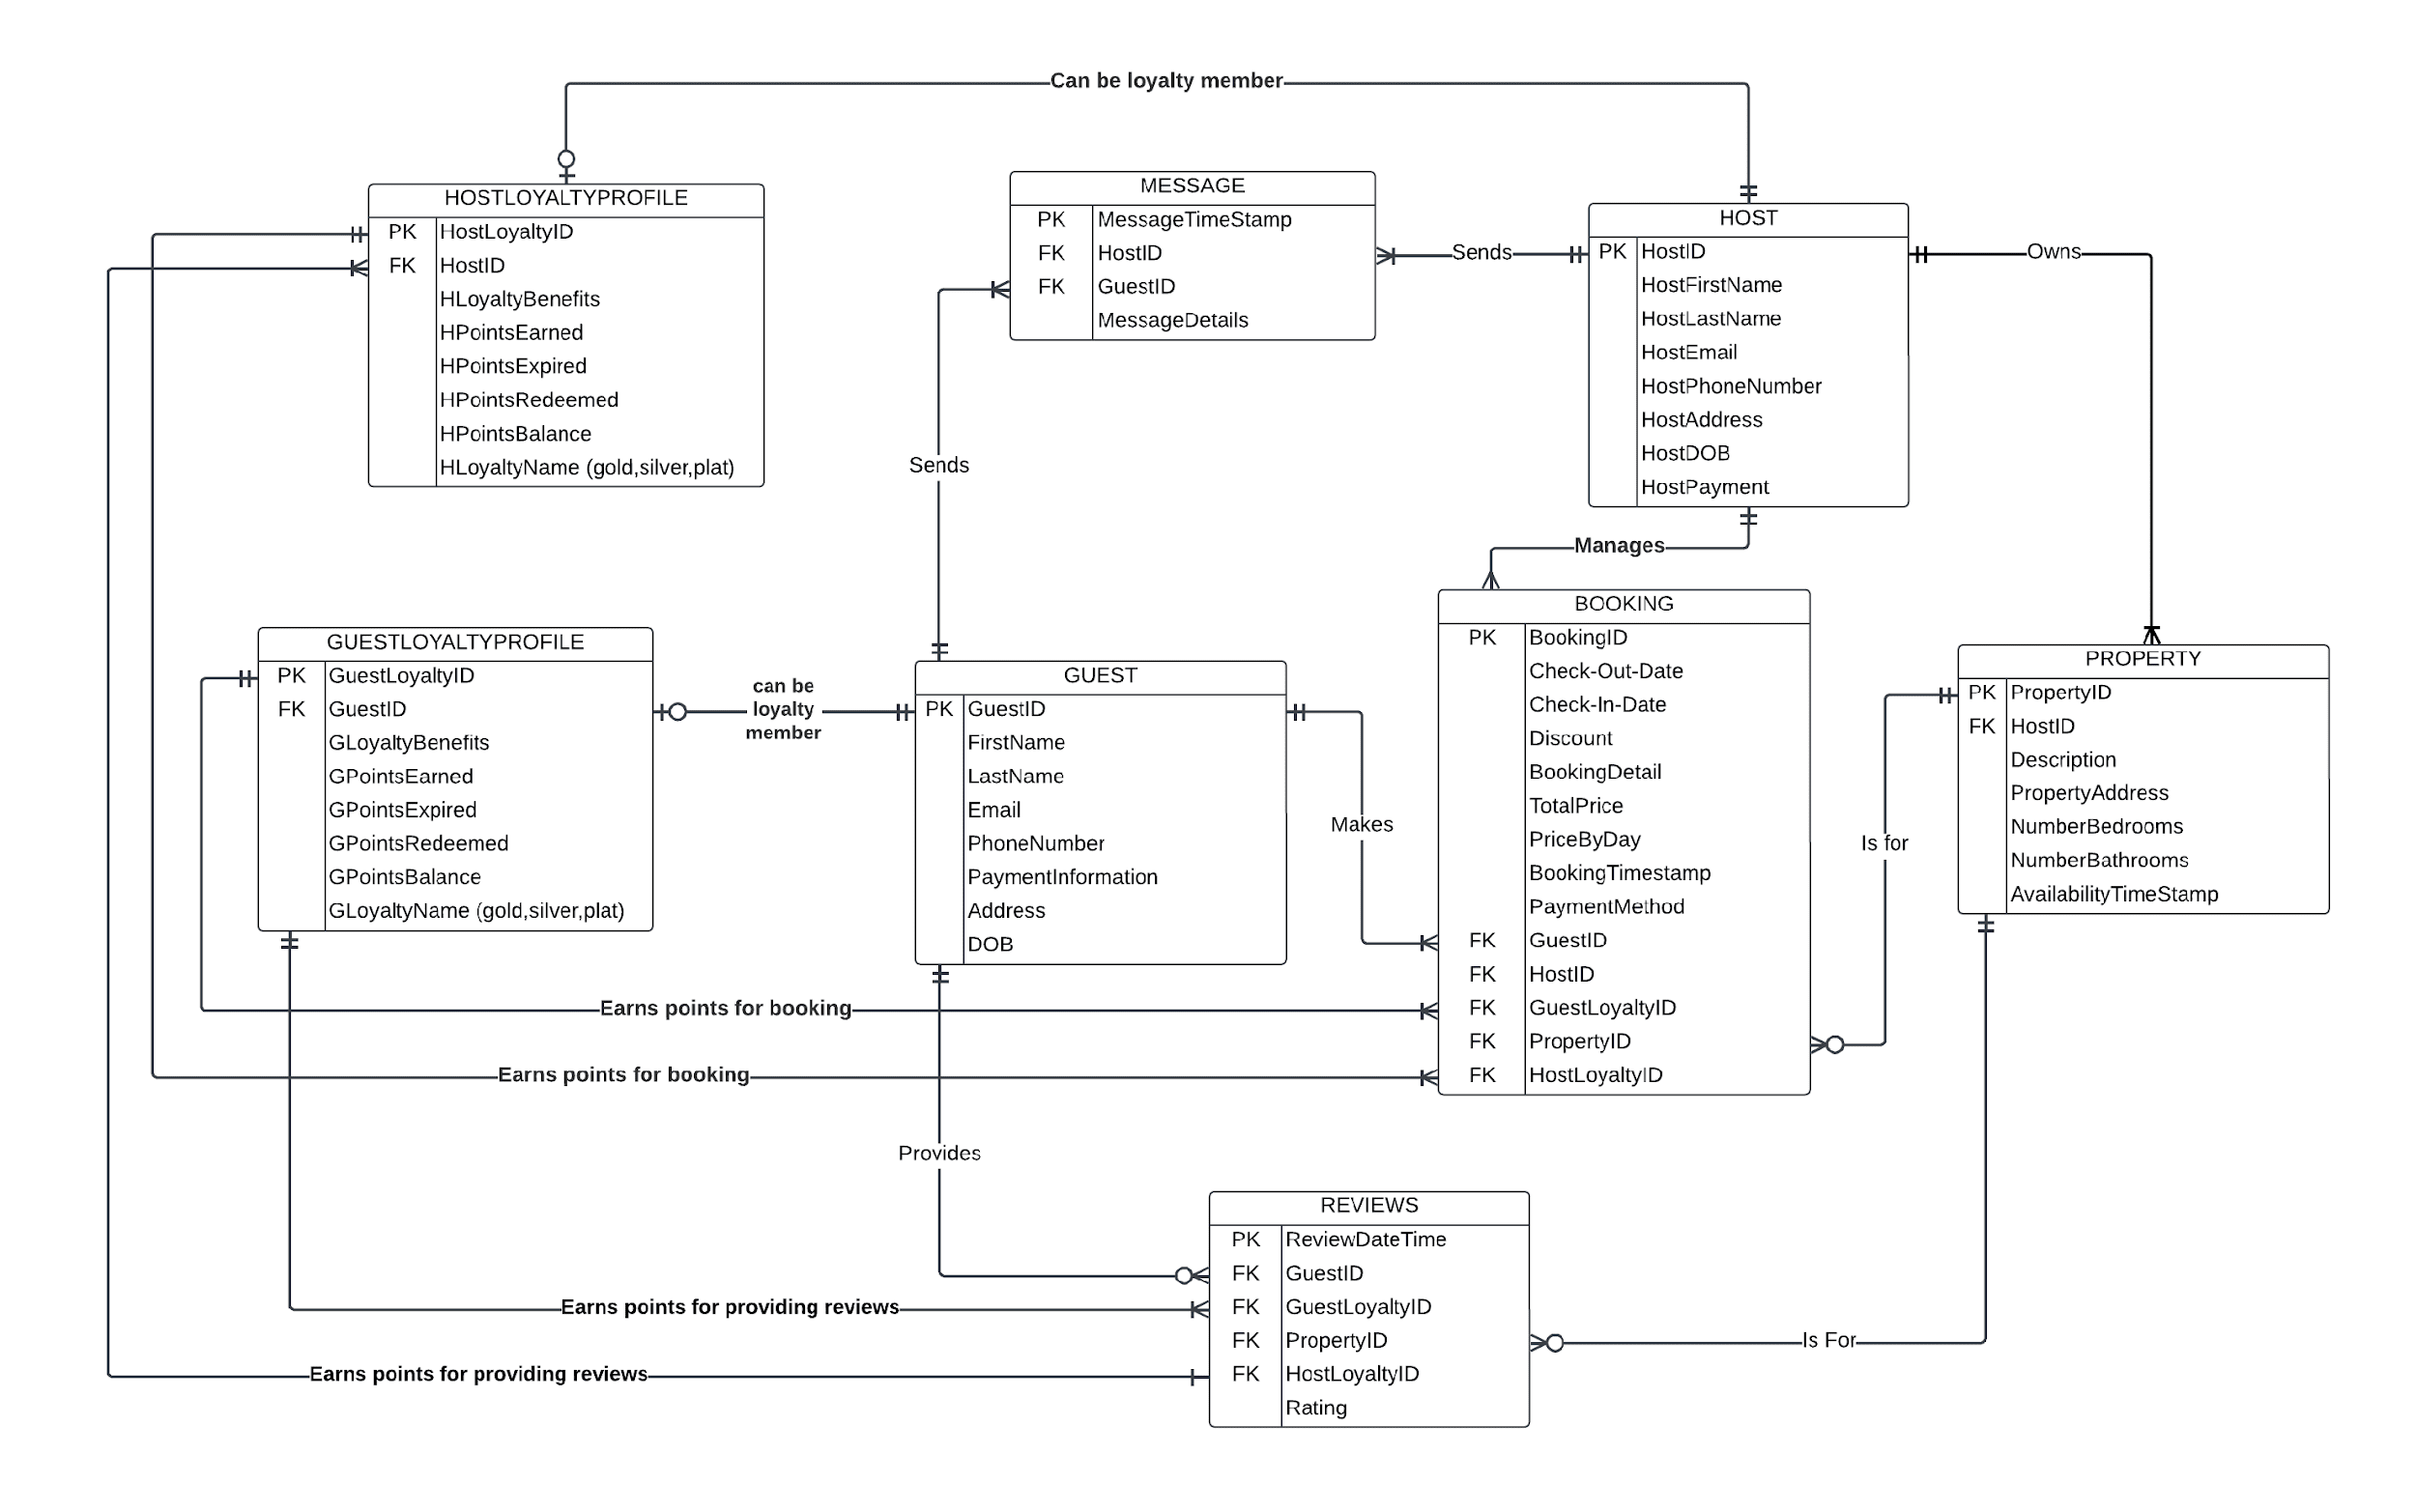 Can be loyalty member
HOSTLOYALTYPROFILE
PK HostLoyaltyID
FK HostID
HLoyaltyBenefits
HPointsEarned
HPointsExpired
HPointsRedeemed
HPointsBalance
HLoyaltyName (gold,silver,plat)
MESSAGE
PK MessageTimeStamp
FK HostID
FK GuestID
MessageDetails
Sends
HOST
PK HostID
HostFirstName
HostLastName
HostEmail
HostPhoneNumber
HostAddress
HostDOB
HostPayment
Owns
Sends
Manages
GUESTLOYALTYPROFILE
PK GuestLoyaltyID
FK GuestID
GLoyaltyBenefits
GPointsEarned
GPointsExpired
GPointsRedeemed
GPointsBalance
GLoyaltyName (gold,silver,plat)
can be
loyalty
member
GUEST
PK GuestID
FirstName
LastName
Email
PhoneNumber
PaymentInformation
Address
DOB
Makes
BOOKING
PK BookingID
Check-Out-Date
Check-In-Date
Discount
BookingDetail
TotalPrice
PriceByDay
BookingTimestamp
PaymentMethod
FK GuestID
FK HostID
FK GuestLoyaltyID
FK PropertyID
FK HostLoyaltyID
Is for
PROPERTY
PK PropertyID
FK HostID
Description
PropertyAddress
NumberBedrooms
NumberBathrooms
AvailabilityTimeStamp
Earns points for booking
Earns points for booking
Provides
REVIEWS
PK ReviewDateTime
FK GuestID
FK GuestLoyaltyID
FK PropertyID
FK HostLoyaltyID
Rating
Earns points for providing reviews
Is For
Earns points for providing reviews